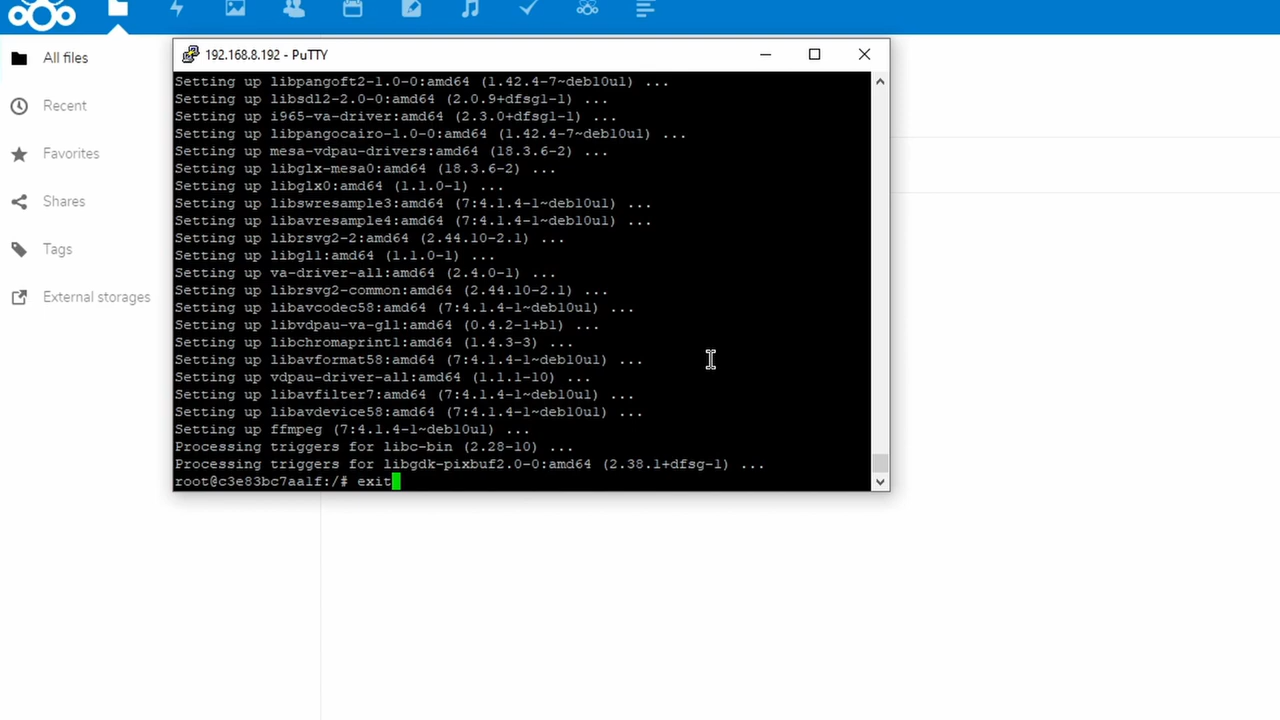 192.168.8.192 - PuTTY
All files
Recent
Favorites
Shares
Tags
External storages
Setting up libpangoft2-1.0-0:amd64 (1.42.4-7~deb10u1) ...
Setting up libsdl2-2.0-0:amd64 (2.0.9+dfsg1-1) ...
Setting up i965-va-driver:amd64 (2.3.0+dfsg1-1) ...
Setting up libpangocairo-1.0-0:amd64 (1.42.4-7~deb10u1) ...
Setting up mesa-vdpau-drivers:amd64 (18.3.6-2) ...
Setting up libglx-mesa0:amd64 (18.3.6-2) ...
Setting up libglx0:amd64 (1.1.0-1) ...
Setting up libswresample3:amd64 (7:4.1.4-1~deb10u1) ...
Setting up libavresample4:amd64 (7:4.1.4-1~deb10u1) ...
Setting up librsvg2-2:amd64 (2.44.10-2.1) ...
Setting up libgl1:amd64 (1.1.0-1) ...
Setting up va-driver-all:amd64 (2.4.0-1) ...
Setting up librsvg2-common:amd64 (2.44.10-2.1) ...
Setting up libavcodec58:amd64 (7:4.1.4-1~deb10u1) ...
Setting up libvdpau-va-gl1:amd64 (0.4.2-1+b1) ...
Setting up libchromaprint1:amd64 (1.4.3-3) ...
Setting up libavformat58:amd64 (7:4.1.4-1~deb10u1) ...
Setting up vdpau-driver-all:amd64 (1.1.1-10) ...
Setting up libavfilter7:amd64 (7:4.1.4-1~deb10u1) ...
Setting up libavdevice58:amd64 (7:4.1.4-1~deb10u1) ...
Setting up ffmpeg (7:4.1.4-1~deb10u1) ...
Processing triggers for libc-bin (2.28-10) ...
Processing triggers for libgdk-pixbuf2.0-0:amd64 (2.38.1+dfsg-1) ...
root@c3e83bc7aa1f:/# exit